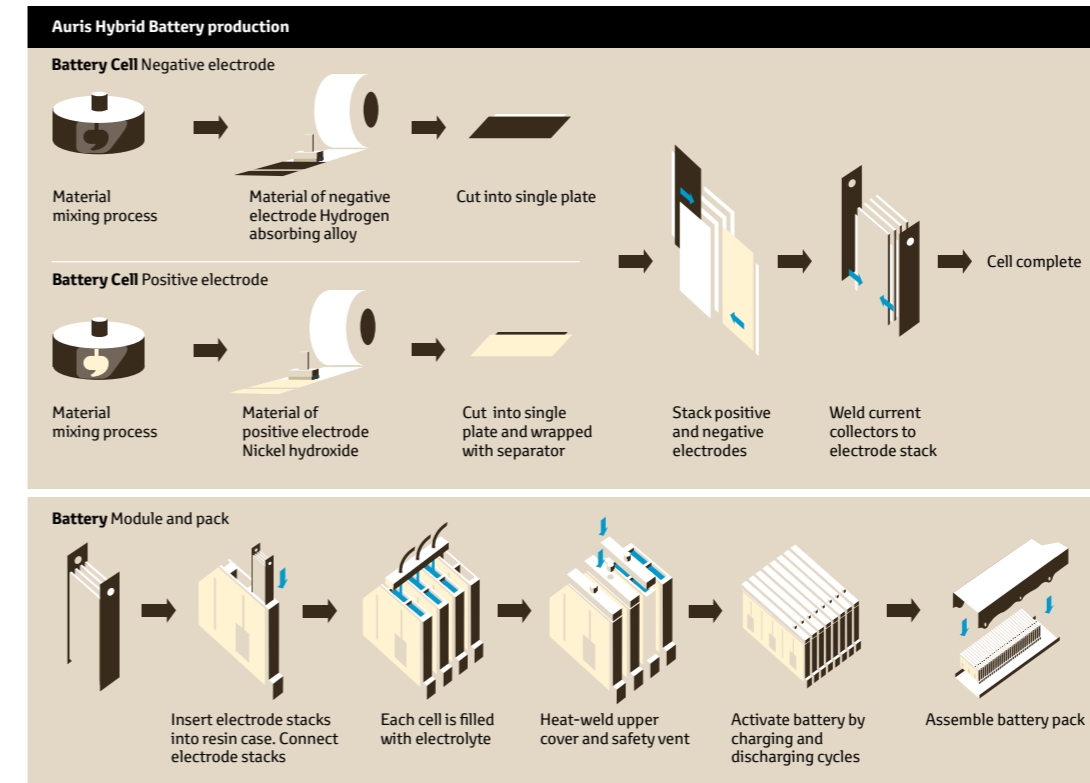 Auris Hybrid Battery production
Battery Cell Negative electrode
Material
mixing process
Material of negative
electrode Hydrogen
absorbing alloy
Cut into single plate
Battery Cell Positive electrode
Material
mixing process
Material of
positive electrode
Nickel hydroxide
Cut into single
plate and wrapped
with separator
Stack positive
and negative
electrodes
Weld current
collectors to
electrode stack
Cell complete
Battery Module and pack
Insert electrode stacks
into resin case. Connect
electrode stacks
Each cell is filled
with electrolyte
Heat-weld upper
cover and safety vent
Activate battery by
charging and
discharging cycles
Assemble battery pack